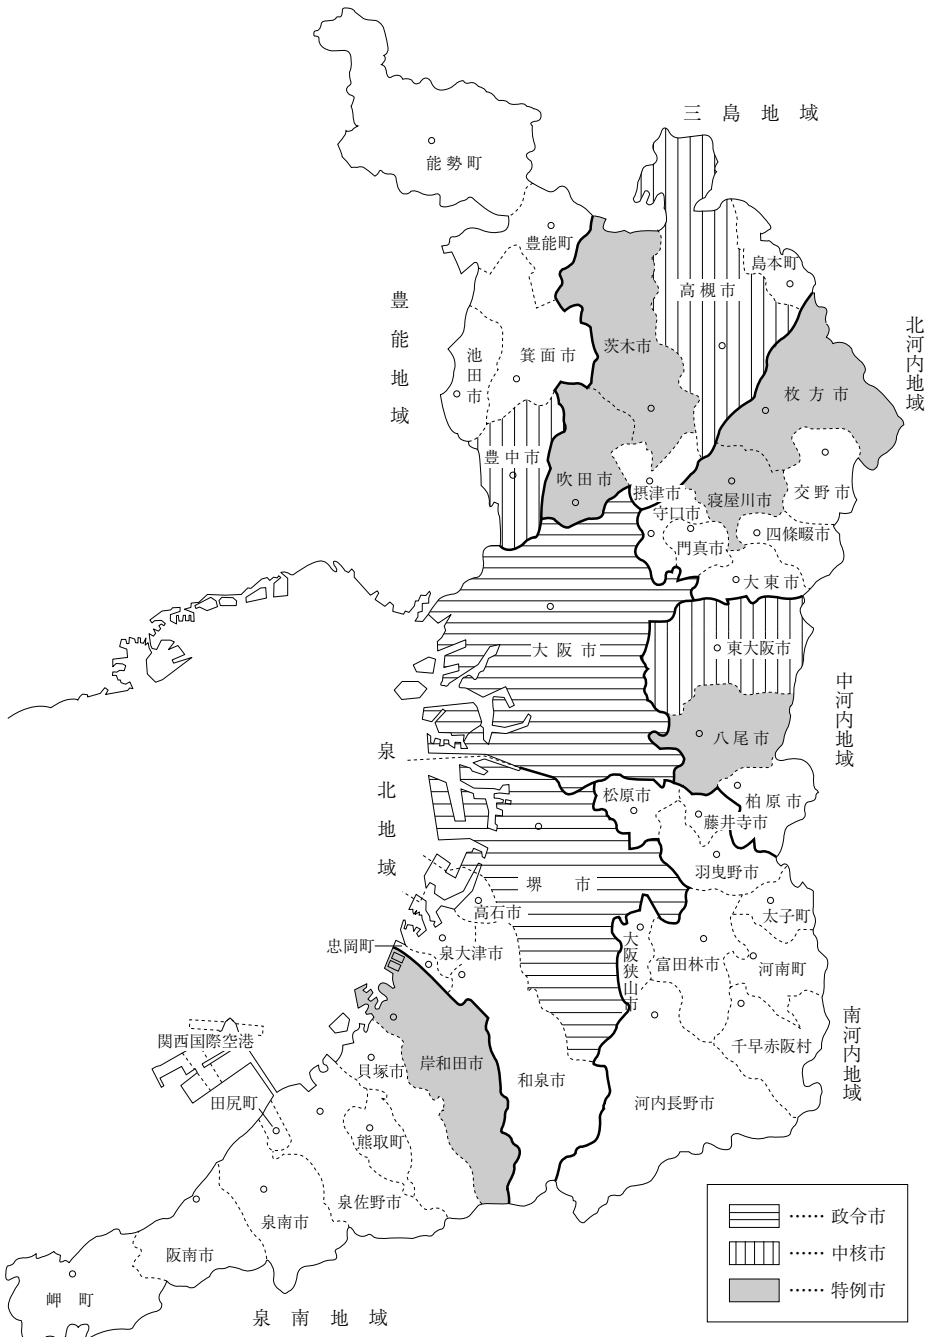 三島地域
能勢町
豊能町
島本町
高槻市
豊能地域
北河内地域
茨木市
箕面市
池田市
枚方市
豊中市
吹田市
摂津市
寝屋川市
交野市
守口市
四條畷市
門真市
大東市
大阪市
東大阪市
中河内地域
八尾市
泉北地域
松原市
柏原市
藤井寺市
羽曳野市
堺市
高石市
太子町
忠岡町
泉大津市
大阪狭山市
富田林市
河南町
南河内地域
関西国際空港
千早赤阪村
貝塚市
岸和田市
和泉市
田尻町
河内長野市
熊取町
泉佐野市
泉南市
阪南市
岬町
泉南地域
……政令市
……中核市
……特例市